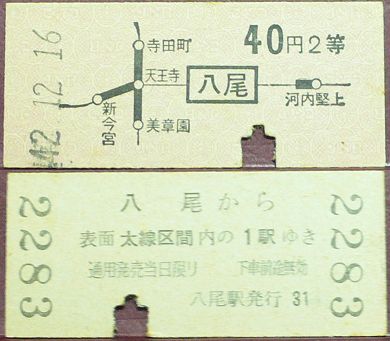 42.12.16
寺田町
40円2等
天王寺
八尾
河内堅上
新今宮
美章園
八尾から
表面太線区間内の1駅ゆき
通用発売当日限り 下車前途無効
八尾駅発行 31
2283
2283